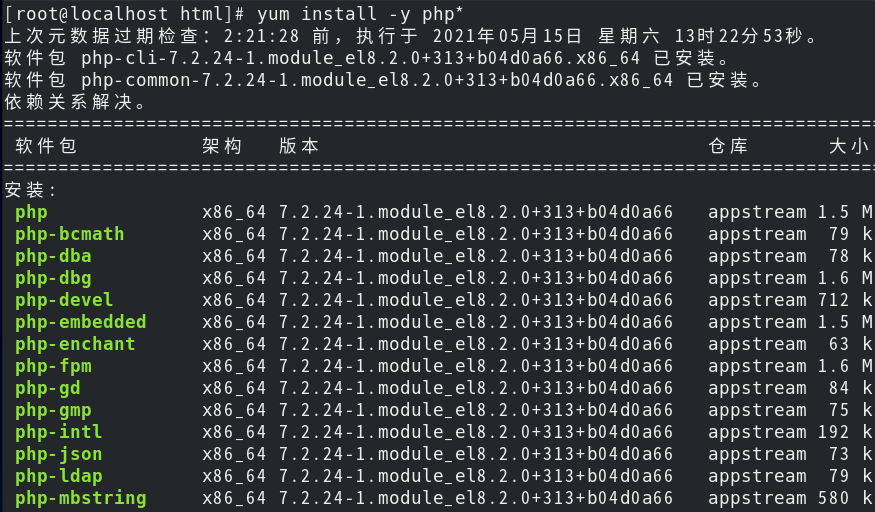 [root@localhost html]# yum install -y php*
上次元数据过期检查：2:21:28 前，执行于 2021年05月15日 星期六 13时22分53秒。
软件包 php-cli-7.2.24-1.module_el8.2.0+313+b04d0a66.x86_64 已安装。
软件包 php-common-7.2.24-1.module_el8.2.0+313+b04d0a66.x86_64 已安装。
依赖关系解决。
================================================================================
软件包 架构 版本 仓库 大小
================================================================================
安装:
php x86_64 7.2.24-1.module_el8.2.0+313+b04d0a66 appstream 1.5 M
php-bcmath x86_64 7.2.24-1.module_el8.2.0+313+b04d0a66 appstream 79 k
php-dba x86_64 7.2.24-1.module_el8.2.0+313+b04d0a66 appstream 78 k
php-dbg x86_64 7.2.24-1.module_el8.2.0+313+b04d0a66 appstream 1.6 M
php-devel x86_64 7.2.24-1.module_el8.2.0+313+b04d0a66 appstream 712 k
php-embedded x86_64 7.2.24-1.module_el8.2.0+313+b04d0a66 appstream 1.5 M
php-enchant x86_64 7.2.24-1.module_el8.2.0+313+b04d0a66 appstream 63 k
php-fpm x86_64 7.2.24-1.module_el8.2.0+313+b04d0a66 appstream 1.6 M
php-gd x86_64 7.2.24-1.module_el8.2.0+313+b04d0a66 appstream 84 k
php-gmp x86_64 7.2.24-1.module_el8.2.0+313+b04d0a66 appstream 75 k
php-intl x86_64 7.2.24-1.module_el8.2.0+313+b04d0a66 appstream 192 k
php-json x86_64 7.2.24-1.module_el8.2.0+313+b04d0a66 appstream 73 k
php-ldap x86_64 7.2.24-1.module_el8.2.0+313+b04d0a66 appstream 79 k
php-mbstring x86_64 7.2.24-1.module_el8.2.0+313+b04d0a66 appstream 580 k